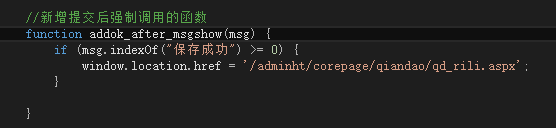 //新增提交后强制调用的函数
function addok_after_msgshow(msg) {
    if (msg.indexOf("保存成功") >= 0) {
        window.location.href = '/adminht/corepage/qiandao/qd_rili.aspx';
    }
}